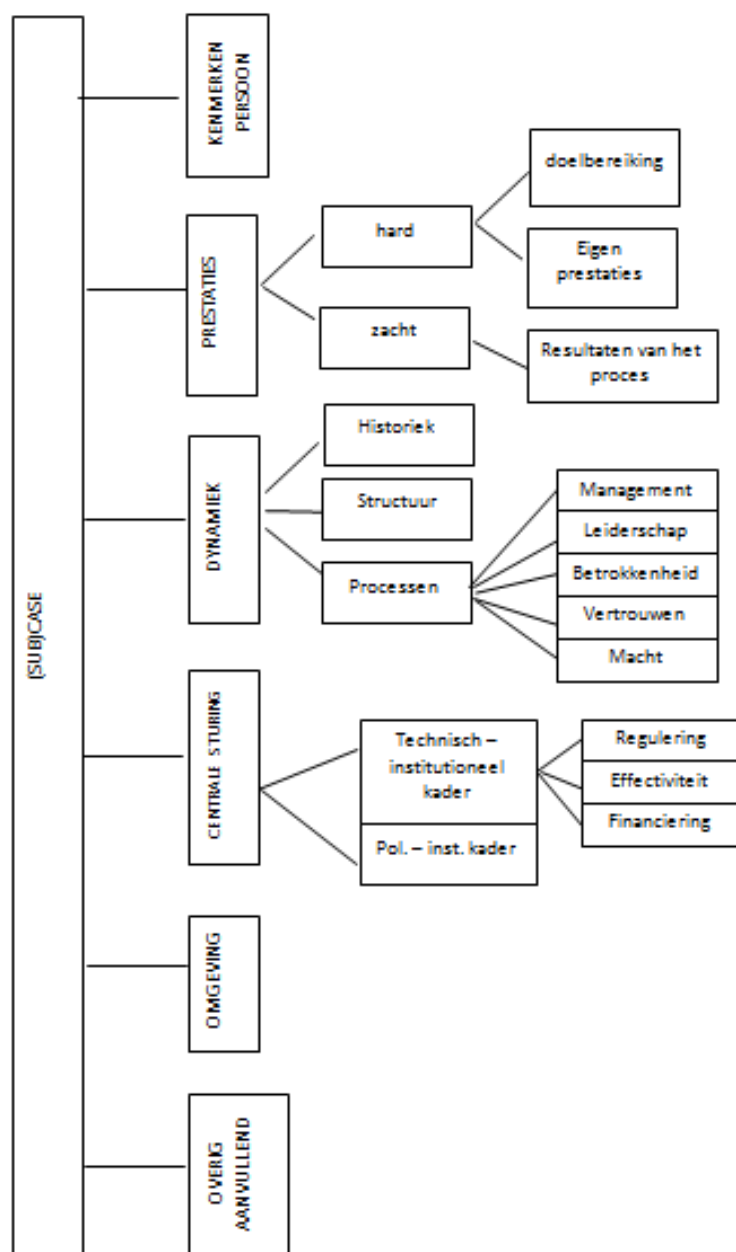 (SUB)CASE
KENMERKEN
PERSOON
PRESTATIES
hard
doelbereiking
Eigen
prestaties
zacht
Resultaten van het
proces
DYNAMIEK
Historiek
Structuur
Processen
Management
Leiderschap
Betrokkenheid
Vertrouwen
Macht
CENTRALE STURING
Technisch –
institutioneel
kader
Pol. – inst. kader
Regulering
Effectiviteit
Financiering
OMGEVING
OVERIG
AANVULLEND